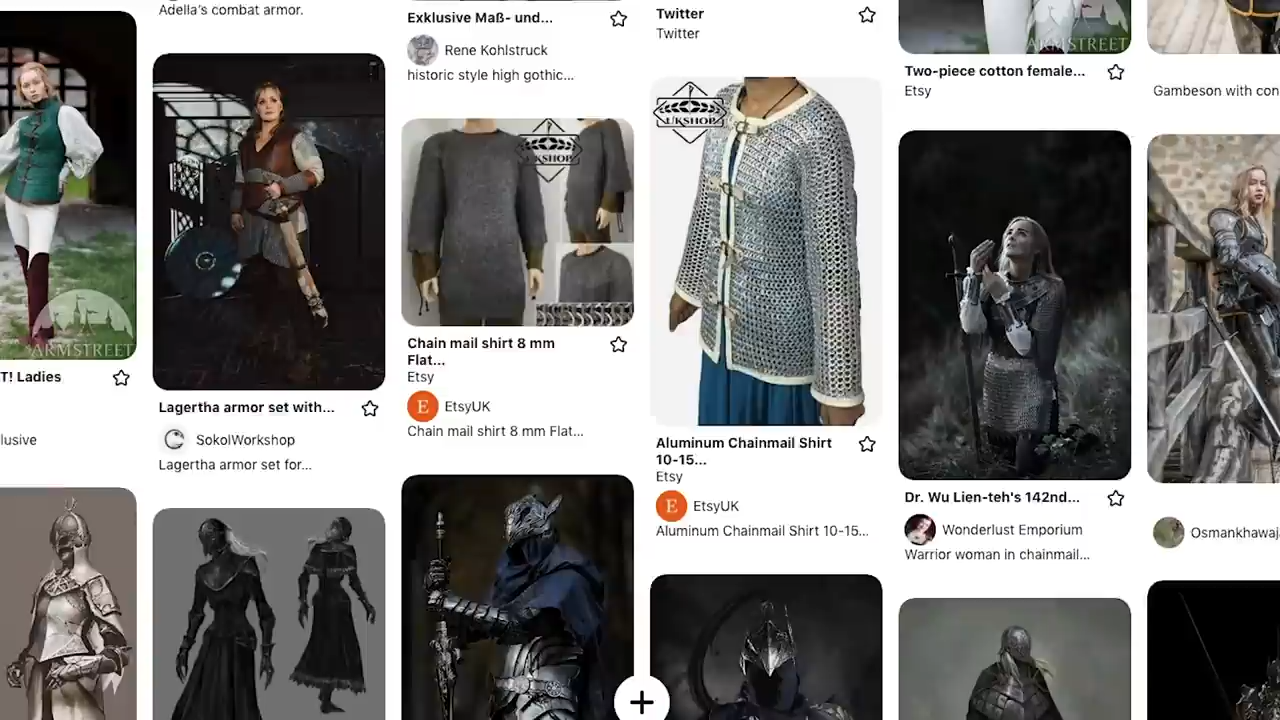 ARMSTREET
T! Ladies
lusive
Adella's combat armor.
Lagertha armor set with...
SokolWorkshop
Lagertha armor set for...
Exklusive Maß- und...
Rene Kohlstruck
historic style high gothic...
UKSHOP
Chain mail shirt 8 mm
Flat...
Etsy
E
EtsyUK
Chain mail shirt 8 mm Flat...
Twitter
Twitter
UKSHOP
Aluminum Chainmail Shirt
10-15...
Etsy
E
EtsyUK
Aluminum Chainmail Shirt 10-15...
ARMSTREET
Two-piece cotton female...
Etsy
Dr. Wu Lien-teh's 142nd...
Wonderlust Emporium
Warrior woman in chainmail...
Gambeson with con
Osmankhawaj